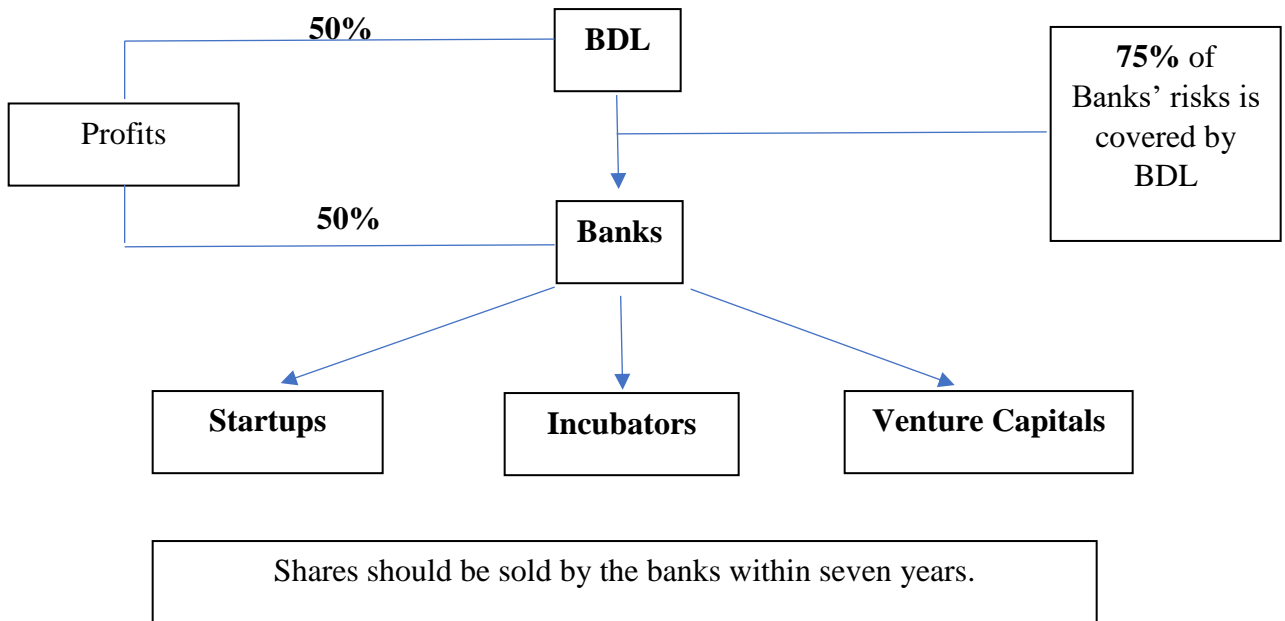 50%
BDL
75% of
Banks’ risks is
covered by
BDL
Profits
50%
Banks
Startups
Incubators
Venture Capitals
Shares should be sold by the banks within seven years.